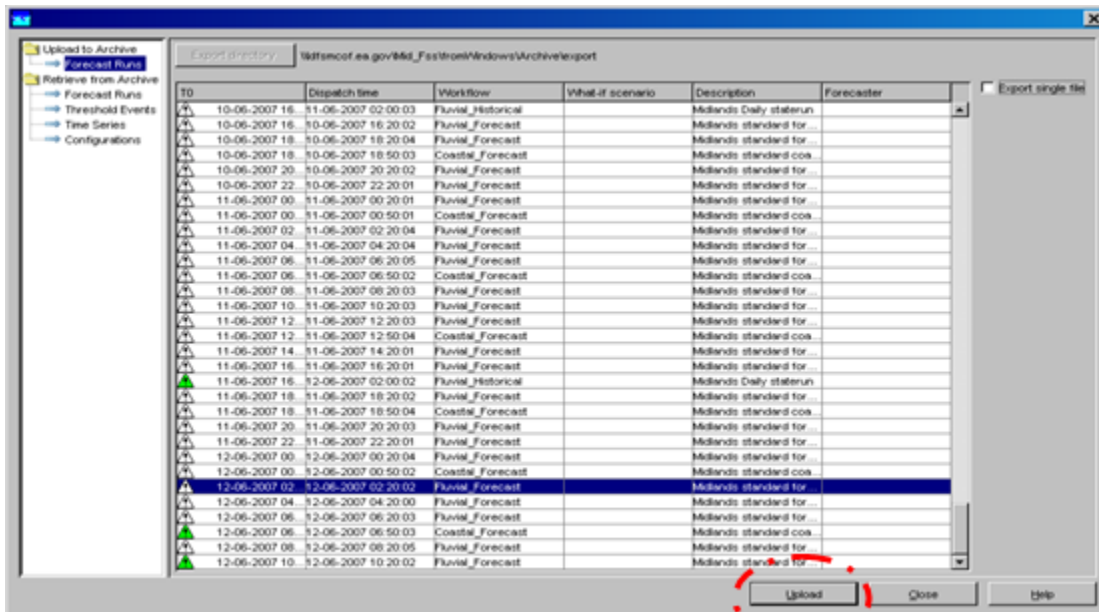 Upload to Archive
Forecast Runs
Retrieve from Archive
Forecast Runs
Threshold Events
Time Series
Configurations
Export directory \\ldfsmcof.ea.gov\Mid_Fss\fromWindows\Archive\export
T0 Dispatch time Workflow What-if scenario Description Forecaster
Export single file
10-06-2007 16... 11-06-2007 02:00:03 Fluvial_Historical Midlands Daily staterun
10-06-2007 16... 10-06-2007 16:20:02 Fluvial_Forecast Midlands standard for...
10-06-2007 18... 10-06-2007 18:20:04 Fluvial_Forecast Midlands standard for...
10-06-2007 18... 10-06-2007 18:50:03 Coastal_Forecast Midlands standard coa...
10-06-2007 20... 10-06-2007 20:20:02 Fluvial_Forecast Midlands standard for...
10-06-2007 22... 10-06-2007 22:20:01 Fluvial_Forecast Midlands standard for...
11-06-2007 00... 11-06-2007 00:20:01 Fluvial_Forecast Midlands standard for...
11-06-2007 00... 11-06-2007 00:50:01 Coastal_Forecast Midlands standard coa...
11-06-2007 02... 11-06-2007 02:20:04 Fluvial_Forecast Midlands standard for...
11-06-2007 04... 11-06-2007 04:20:04 Fluvial_Forecast Midlands standard for...
11-06-2007 06... 11-06-2007 06:20:05 Fluvial_Forecast Midlands standard for...
11-06-2007 06... 11-06-2007 06:50:02 Coastal_Forecast Midlands standard coa...
11-06-2007 08... 11-06-2007 08:20:03 Fluvial_Forecast Midlands standard for...
11-06-2007 10... 11-06-2007 10:20:03 Fluvial_Forecast Midlands standard for...
11-06-2007 12... 11-06-2007 12:20:03 Fluvial_Forecast Midlands standard for...
11-06-2007 12... 11-06-2007 12:50:04 Coastal_Forecast Midlands standard coa...
11-06-2007 14... 11-06-2007 14:20:01 Fluvial_Forecast Midlands standard for...
11-06-2007 16... 11-06-2007 16:20:01 Fluvial_Forecast Midlands standard for...
11-06-2007 16... 12-06-2007 02:00:02 Fluvial_Historical Midlands Daily staterun
11-06-2007 18... 11-06-2007 18:20:02 Fluvial_Forecast Midlands standard for...
11-06-2007 18... 11-06-2007 18:50:04 Coastal_Forecast Midlands standard coa...
11-06-2007 20... 11-06-2007 20:20:03 Fluvial_Forecast Midlands standard for...
11-06-2007 22... 11-06-2007 22:20:01 Fluvial_Forecast Midlands standard for...
12-06-2007 00... 12-06-2007 00:20:04 Fluvial_Forecast Midlands standard for...
12-06-2007 00... 12-06-2007 00:50:02 Coastal_Forecast Midlands standard coa...
12-06-2007 02... 12-06-2007 02:20:02 Fluvial_Forecast Midlands standard for...
12-06-2007 04... 12-06-2007 04:20:00 Fluvial_Forecast Midlands standard for...
12-06-2007 06... 12-06-2007 06:20:03 Fluvial_Forecast Midlands standard for...
12-06-2007 06... 12-06-2007 06:50:03 Coastal_Forecast Midlands standard coa...
12-06-2007 08... 12-06-2007 08:20:05 Fluvial_Forecast Midlands standard for...
12-06-2007 10... 12-06-2007 10:20:02 Fluvial_Forecast Midlands standard for...
Upload Close Help